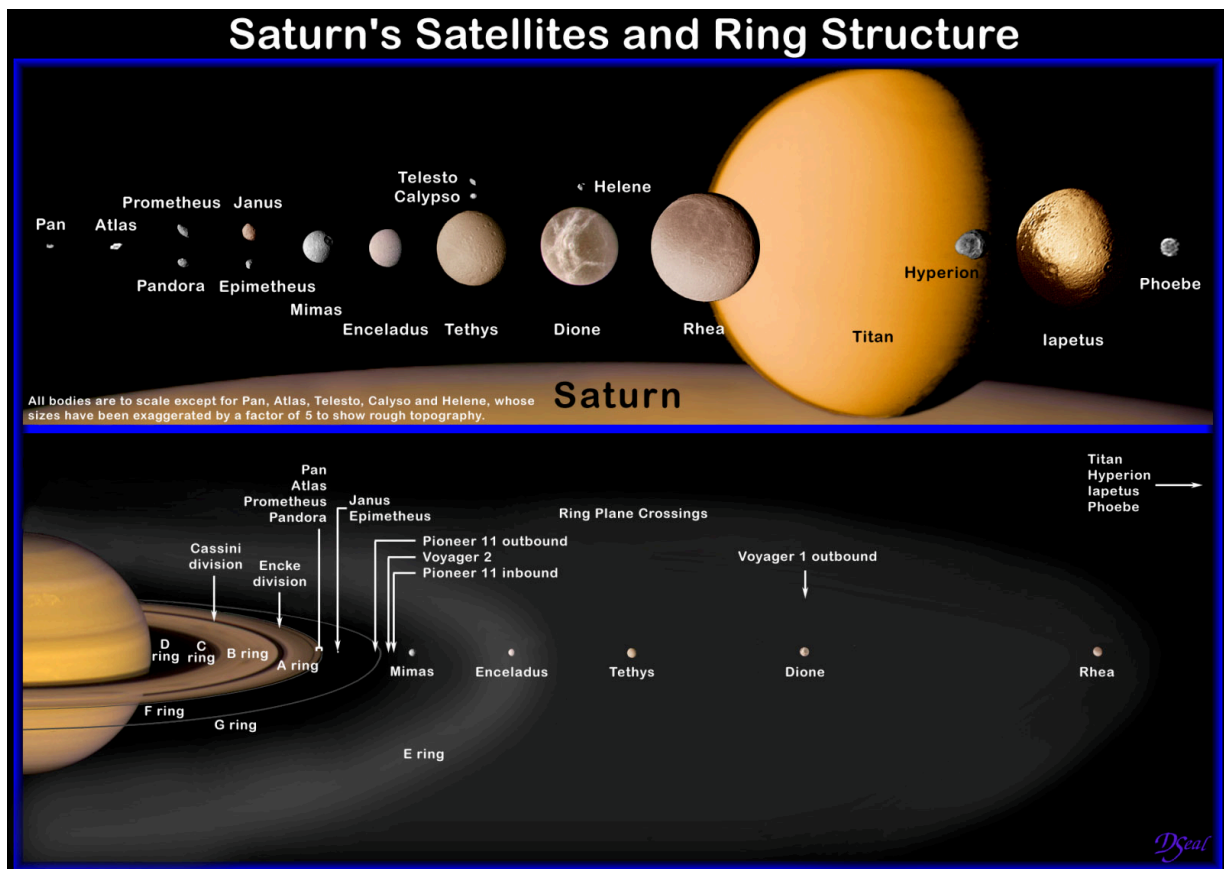 Saturn's Satellites and Ring Structure
Telesto
Calypso
Helene
Prometheus
Janus
Pan
Atlas
Pandora
Epimetheus
Mimas
Enceladus
Tethys
Dione
Rhea
Titan
Hyperion
Iapetus
Phoebe
Saturn
All bodies are to scale except for Pan, Atlas, Telesto, Calyso and Helene, whose
sizes have been exaggerated by a factor of 5 to show rough topography.
Pan
Atlas
Prometheus
Pandora
Janus
Epimetheus
Ring Plane Crossings
Titan
Hyperion
Iapetus
Phoebe
Cassini
division
Encke
division
Pioneer 11 outbound
Voyager 2
Pioneer 11 inbound
Voyager 1 outbound
D
ring
C
ring
B ring
A ring
Mimas
Enceladus
Tethys
Dione
Rhea
F ring
G ring
E ring
DSeal